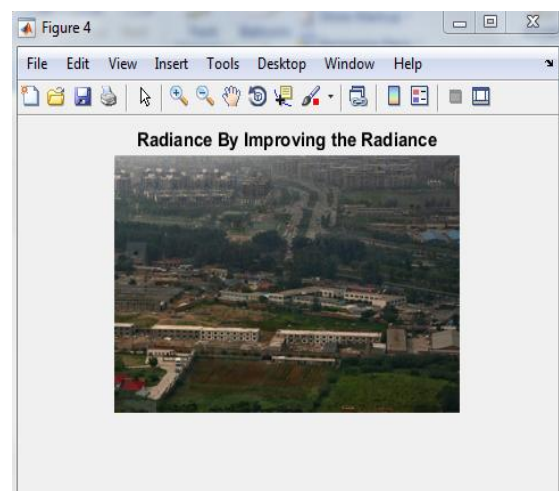 Figure 4
File Edit View Insert Tools Desktop Window Help
Radiance By Improving the Radiance